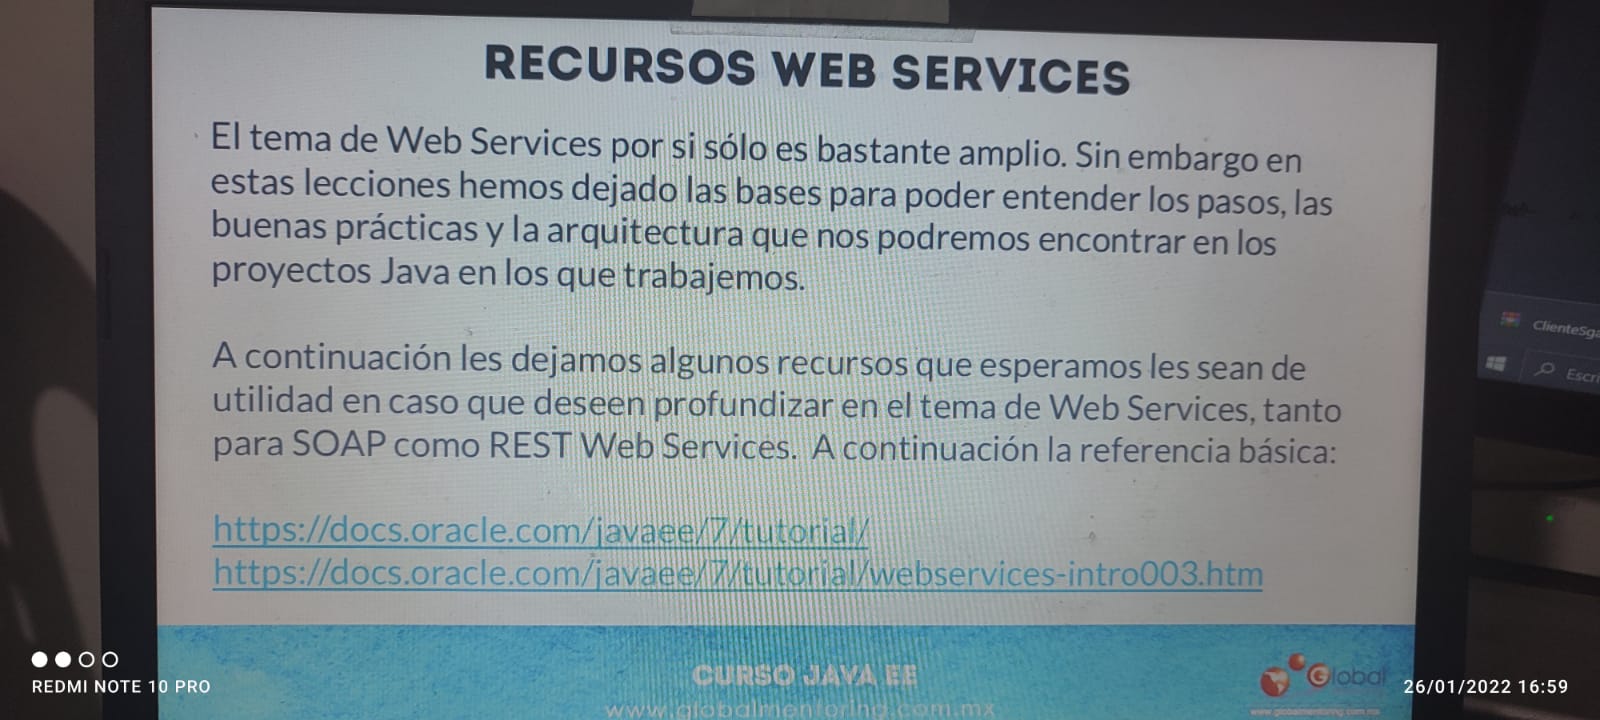 RECURSOS WEB SERVICES
El tema de Web Services por si sólo es bastante amplio. Sin embargo en
estas lecciones hemos dejado las bases para poder entender los pasos, las
buenas prácticas y la arquitectura que nos podremos encontrar en los
proyectos Java en los que trabajemos.
A continuación les dejamos algunos recursos que esperamos les sean de
utilidad en caso que deseen profundizar en el tema de Web Services, tanto
para SOAP como REST Web Services. A continuación la referencia básica:
https://docs.oracle.com/javaee/7/tutorial/
https://docs.oracle.com/javaee/7/tutorial/webservices-intro003.htm
CURSO JAVA EE
www.globalmentoring.com.mx
Global
www.globalmentoring.com.mx
ClienteSga
Escri
REDMI NOTE 10 PRO
26/01/2022 16:59